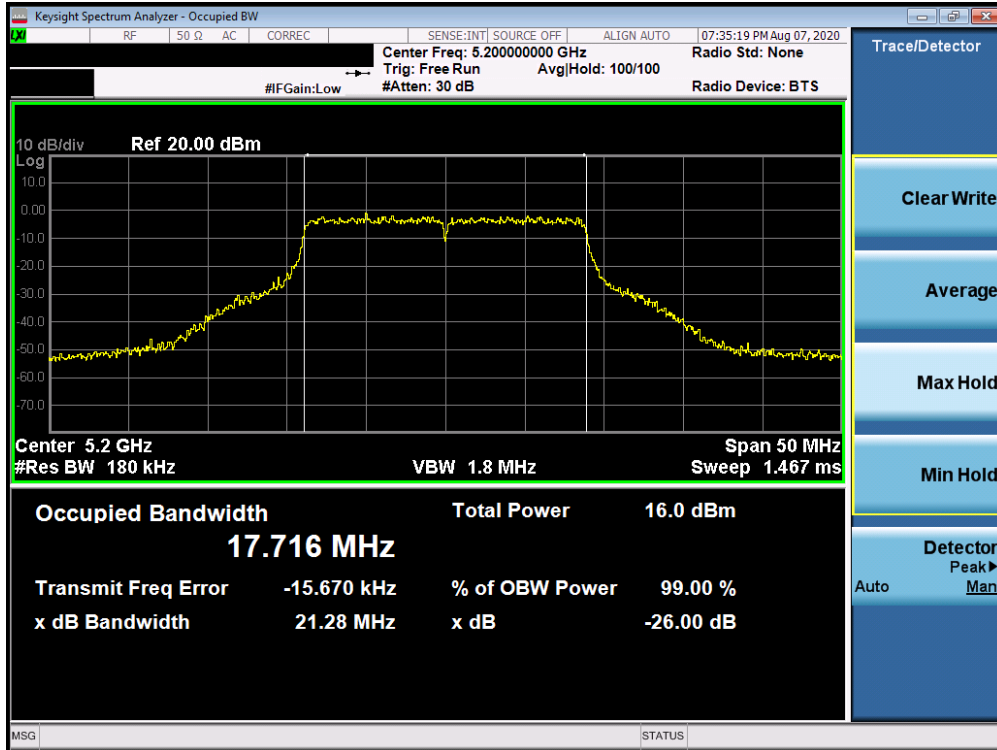 Keysight Spectrum Analyzer - Occupied BW
LXI RF 50 Ω AC CORREC SENSE:INT SOURCE OFF ALIGN AUTO 07:35:19 PM Aug 07, 2020
Center Freq: 5.200000000 GHz Radio Std: None
Trig: Free Run Avg|Hold: 100/100
#IFGain:Low #Atten: 30 dB Radio Device: BTS
10 dB/div Ref 20.00 dBm
Log
10.0
0.00
-10.0
-20.0
-30.0
-40.0
-50.0
-60.0
-70.0
Center 5.2 GHz Span 50 MHz
#Res BW 180 kHz VBW 1.8 MHz Sweep 1.467 ms
Occupied Bandwidth Total Power 16.0 dBm
17.716 MHz
Transmit Freq Error -15.670 kHz % of OBW Power 99.00 %
x dB Bandwidth 21.28 MHz x dB -26.00 dB
Trace/Detector
Clear Write
Average
Max Hold
Min Hold
Detector
Peak▶
Auto Man
MSG STATUS